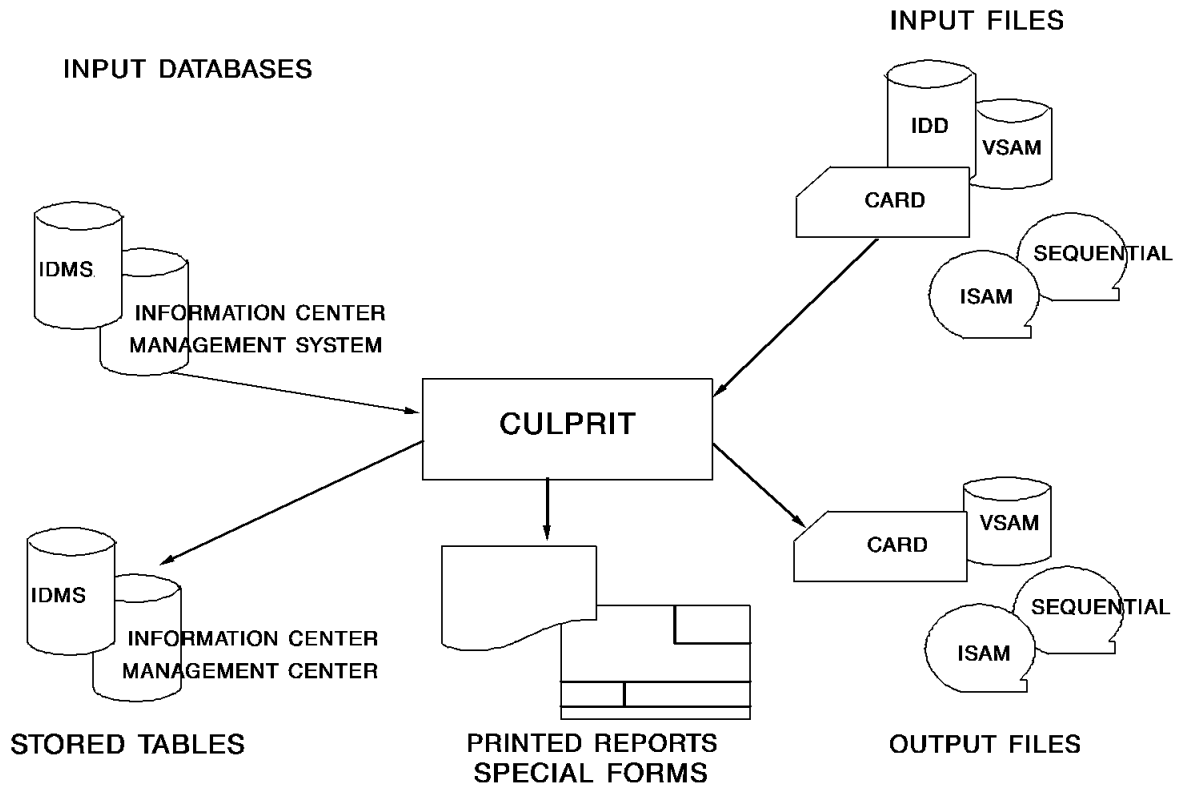 INPUT FILES
INPUT DATABASES
IDD
VSAM
CARD
SEQUENTIAL
ISAM
IDMS
INFORMATION CENTER
MANAGEMENT SYSTEM
CULPRIT
VSAM
CARD
SEQUENTIAL
ISAM
IDMS
INFORMATION CENTER
MANAGEMENT CENTER
STORED TABLES
PRINTED REPORTS
SPECIAL FORMS
OUTPUT FILES